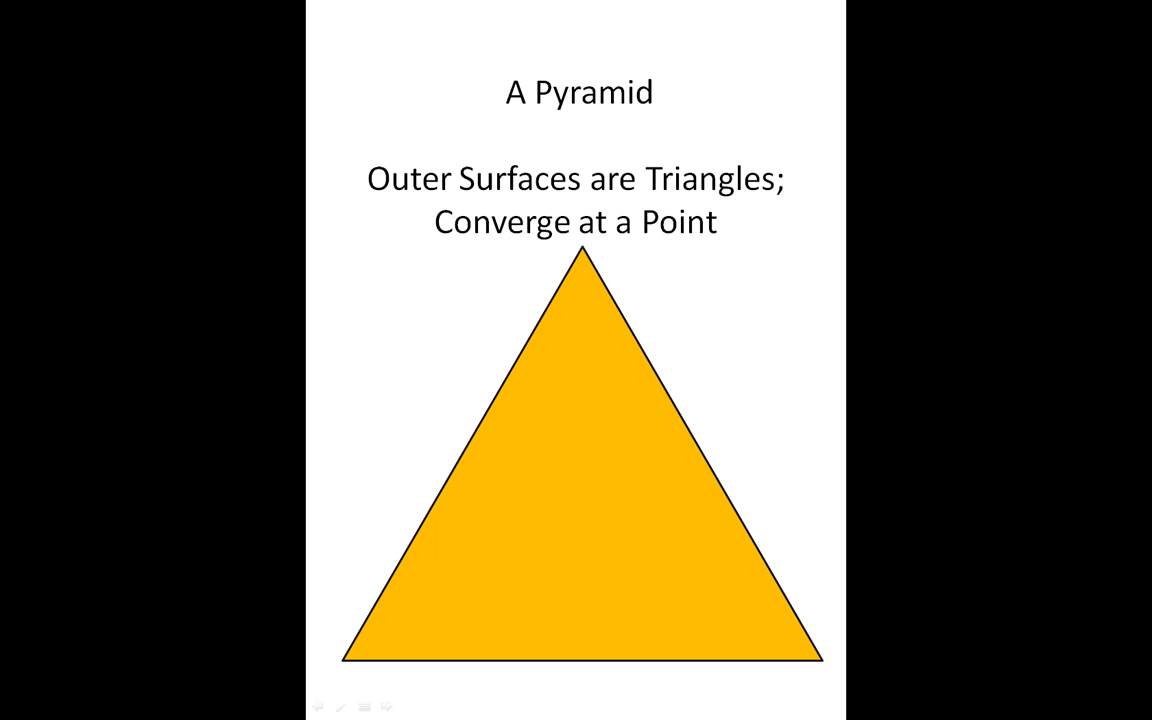 A Pyramid
Outer Surfaces are Triangles;
Converge at a Point